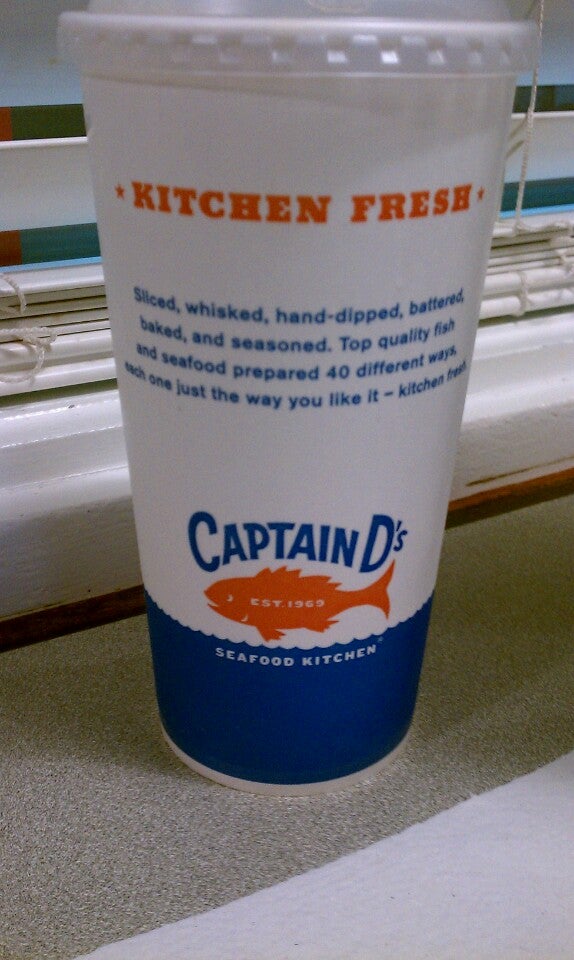 ★ KITCHEN FRESH ★
Sliced, whisked, hand-dipped, battered,
baked, and seasoned. Top quality fish
and seafood prepared 40 different ways,
each one just the way you like it – kitchen fresh.
CAPTAIN D's
EST. 1969
SEAFOOD KITCHEN